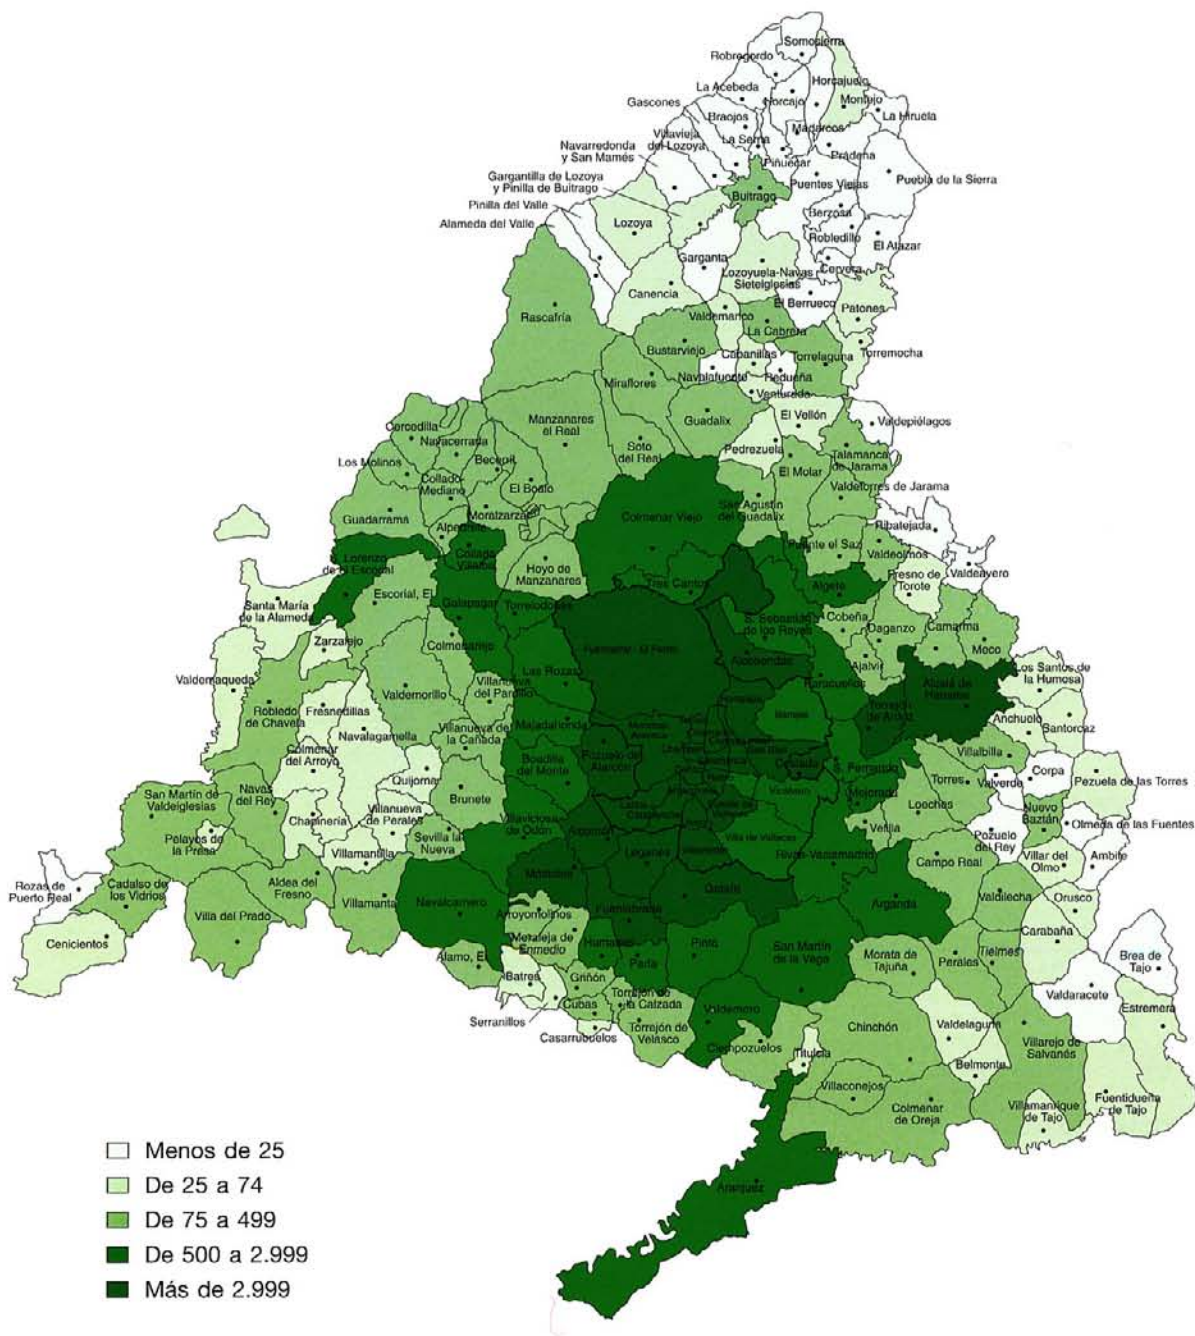 Somosierra
Robregordo
Horcajuelo
La Acebeda
Horcajo
Montejo
La Hiruela
Gascones
Braojos
Madarcos
Villavieja
del Lozoya
La Serna
Prádena
Navarredonda
y San Mamés
Piñuecar
Puebla de la Sierra
Gargantilla de Lozoya
y Pinilla de Buitrago
Buitrago
Puentes Viejas
Pinilla del Valle
Berzosa
Alameda del Valle
Lozoya
Robledillo
El Atazar
Garganta
Cervera
Lozoyuela-Navas
Sieteiglesias
Canencia
El Berrueco
Rascafría
Valdemanco
Patones
La Cabrera
Bustarviejo
Cabanillas
Torrelaguna
Torremocha
Navalafuente
Redueña
Miraflores
Venturada
Manzanares
el Real
Guadalix
El Vellón
Valdepiélagos
Cercedilla
Navacerrada
Soto
del Real
Pedrezuela
Talamanca
de Jarama
Los Molinos
Becerril
El Molar
Collado-
Mediano
El Boalo
Valdetorres de Jarama
Guadarrama
Moralzarzal
San Agustín
del Guadalix
Alpedrete
Colmenar Viejo
Ribatejada
S. Lorenzo
de El Escorial
Collado
Villalba
Fuente el Saz
Valdeolmos
Hoyo de
Manzanares
Tres Cantos
Valdeavero
Fresno de
Torote
Santa María
de la Alameda
Escorial, El
Galapagar
Torrelodones
Algete
Zarzalejo
Colmenarejo
S. Sebastián
de los Reyes
Cobeña
Daganzo
Camarma
Meco
Fuencarral - El Pardo
Alcobendas
Valdemaqueda
Las Rozas
Ajalvir
Los Santos de
la Humosa
Valdemorillo
Villanueva
del Pardillo
Paracuellos
Alcalá de
Henares
Robledo
de Chavela
Fresnedillas
Torrejón
de Ardoz
Anchuelo
Santorcaz
Navalagamella
Villanueva de
la Cañada
Majadahonda
Barajas
Colmenar
del Arroyo
Villalbilla
Quijorna
Boadilla
del Monte
Pozuelo de
Alarcón
Coslada
S. Fernando
Torres
Valverde
Corpa
Pezuela de las Torres
San Martín de
Valdeiglesias
Navas
del Rey
Brunete
Mejorada
Loeches
Nuevo
Baztán
Olmeda de las Fuentes
Chapinería
Villanueva
de Perales
Villaviciosa
de Odón
Velilla
Pozuelo
del Rey
Pelayos de
la Presa
Sevilla la
Nueva
Alcorcón
Villa de Vallecas
Leganés
Villar del
Olmo
Ambite
Villamantilla
Rivas-Vaciamadrid
Campo Real
Rozas de
Puerto Real
Cadalso de
los Vidrios
Aldea del
Fresno
Móstoles
Getafe
Villa del Prado
Villamanta
Navalcarnero
Arganda
Valdilecha
Orusco
Arroyomolinos
Fuenlabrada
Cenicientos
Moraleja de
Enmedio
Humanes
Pinto
San Martín
de la Vega
Carabaña
Alamo, El
Parla
Morata de
Tajuña
Perales
Tielmes
Brea de
Tajo
Batres
Griñón
Valdaracete
Cubas
Torrejón de
la Calzada
Valdemoro
Estremera
Serranillos
Chinchón
Valdelaguna
Casarrubuelos
Torrejón de
Velasco
Ciempozuelos
Titulcia
Villarejo de
Salvanés
Belmonte
Villaconejos
Colmenar
de Oreja
Villamanrique
de Tajo
Fuentidueña
de Tajo
Aranjuez
Menos de 25
De 25 a 74
De 75 a 499
De 500 a 2.999
Más de 2.999